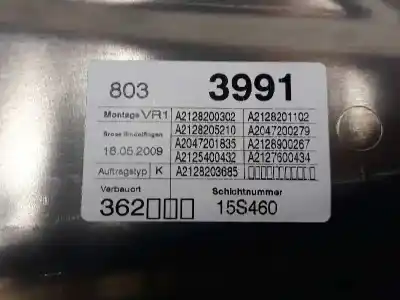 803 3991
Montage VR1 A2128200302 A2128201102
Brose Sindelfingen A2128205210 A2047200279
18.05.2009 A2047201835 A2128900267
A2125400432 A2127600434
Auftragstyp K A2128203685 ▯▯▯▯▯▯▯▯▯▯▯
Verbauort Schichtnummer
362▯▯▯ 15S460